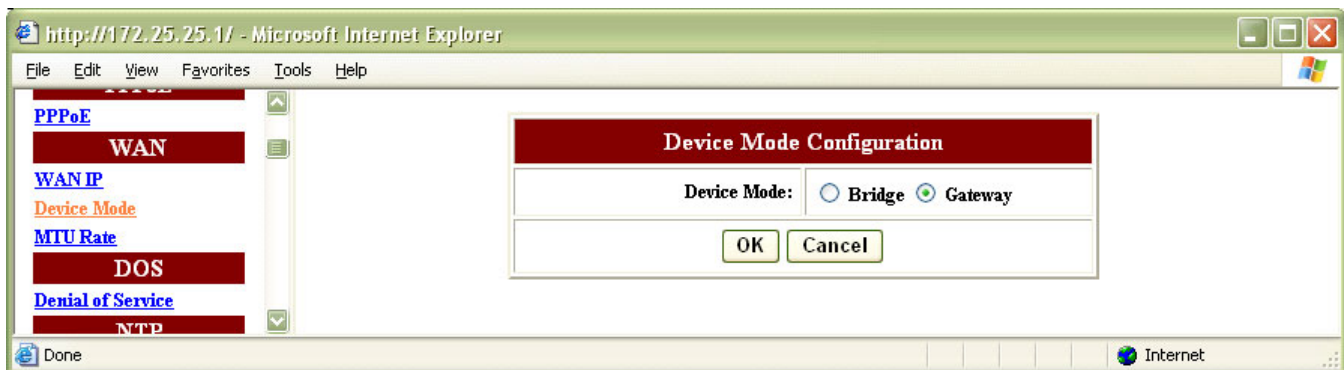 http://172.25.25.1/ - Microsoft Internet Explorer
File Edit View Favorites Tools Help
PPPoE
WAN
WAN IP
Device Mode
MTU Rate
DOS
Denial of Service
NTP
Device Mode Configuration
Device Mode: Bridge Gateway
OK Cancel
Done Internet